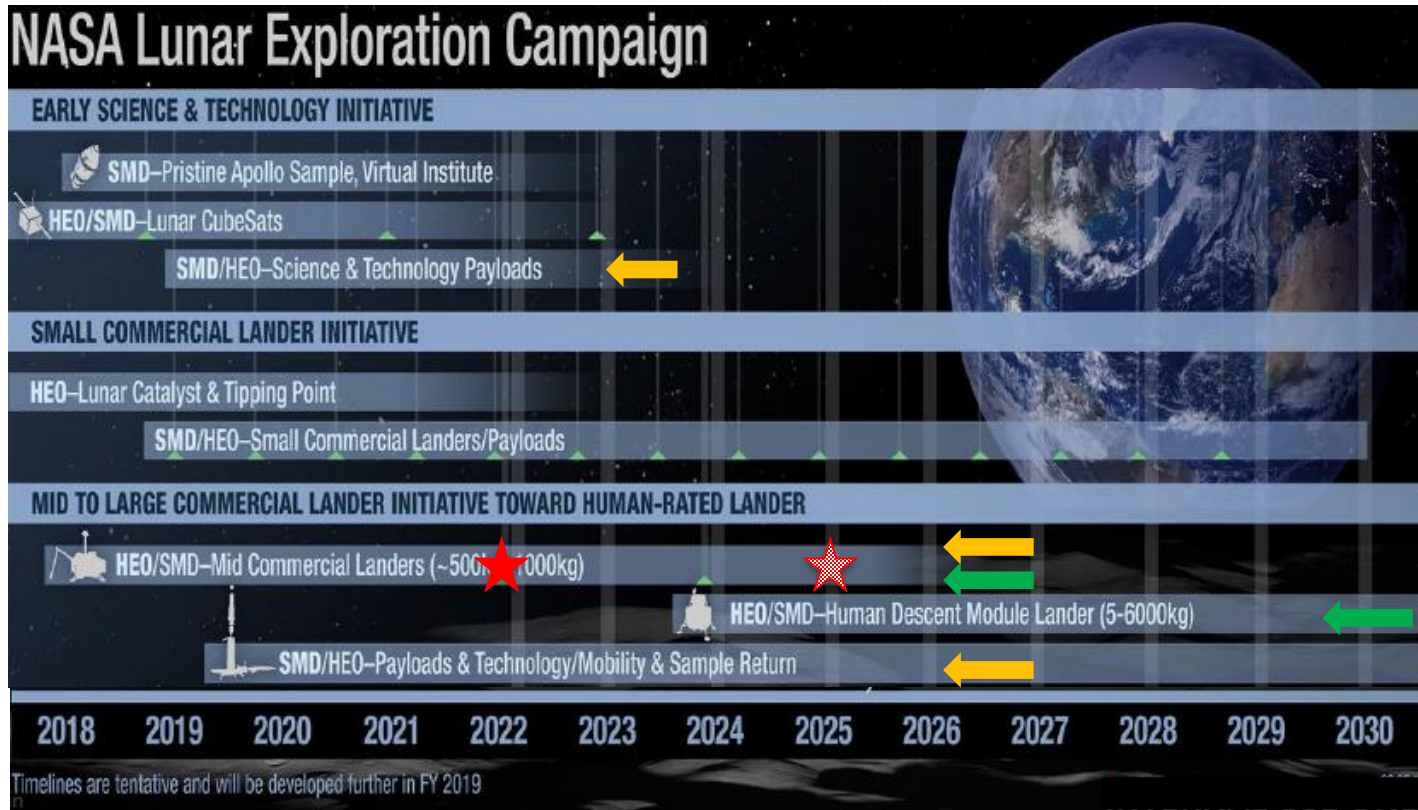 NASA Lunar Exploration Campaign
EARLY SCIENCE & TECHNOLOGY INITIATIVE
SMD–Pristine Apollo Sample, Virtual Institute
HEO/SMD–Lunar CubeSats
SMD/HEO–Science & Technology Payloads
SMALL COMMERCIAL LANDER INITIATIVE
HEO–Lunar Catalyst & Tipping Point
SMD/HEO–Small Commercial Landers/Payloads
MID TO LARGE COMMERCIAL LANDER INITIATIVE TOWARD HUMAN-RATED LANDER
HEO/SMD–Mid Commercial Landers (~500 1000kg)
HEO/SMD–Human Descent Module Lander (5-6000kg)
SMD/HEO–Payloads & Technology/Mobility & Sample Return
2018 2019 2020 2021 2022 2023 2024 2025 2026 2027 2028 2029 2030
Timelines are tentative and will be developed further in FY 2019
n